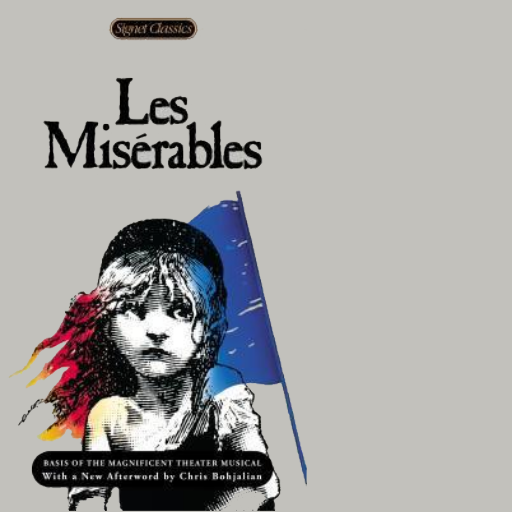 Signet Classics
Les
Misérables
BASIS OF THE MAGNIFICENT THEATER MUSICAL
With a New Afterword by Chris Bohjalian